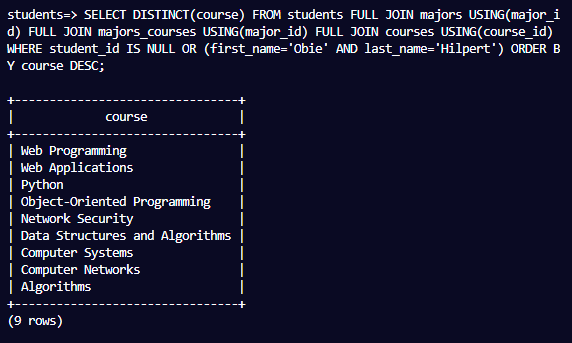 students=> SELECT DISTINCT(course) FROM students FULL JOIN majors USING(major_i
d) FULL JOIN majors_courses USING(major_id) FULL JOIN courses USING(course_id)
WHERE student_id IS NULL OR (first_name='Obie' AND last_name='Hilpert') ORDER B
Y course DESC;
+--------------------------------+
|             course             |
+--------------------------------+
| Web Programming                |
| Web Applications               |
| Python                         |
| Object-Oriented Programming    |
| Network Security               |
| Data Structures and Algorithms |
| Computer Systems               |
| Computer Networks              |
| Algorithms                     |
+--------------------------------+
(9 rows)